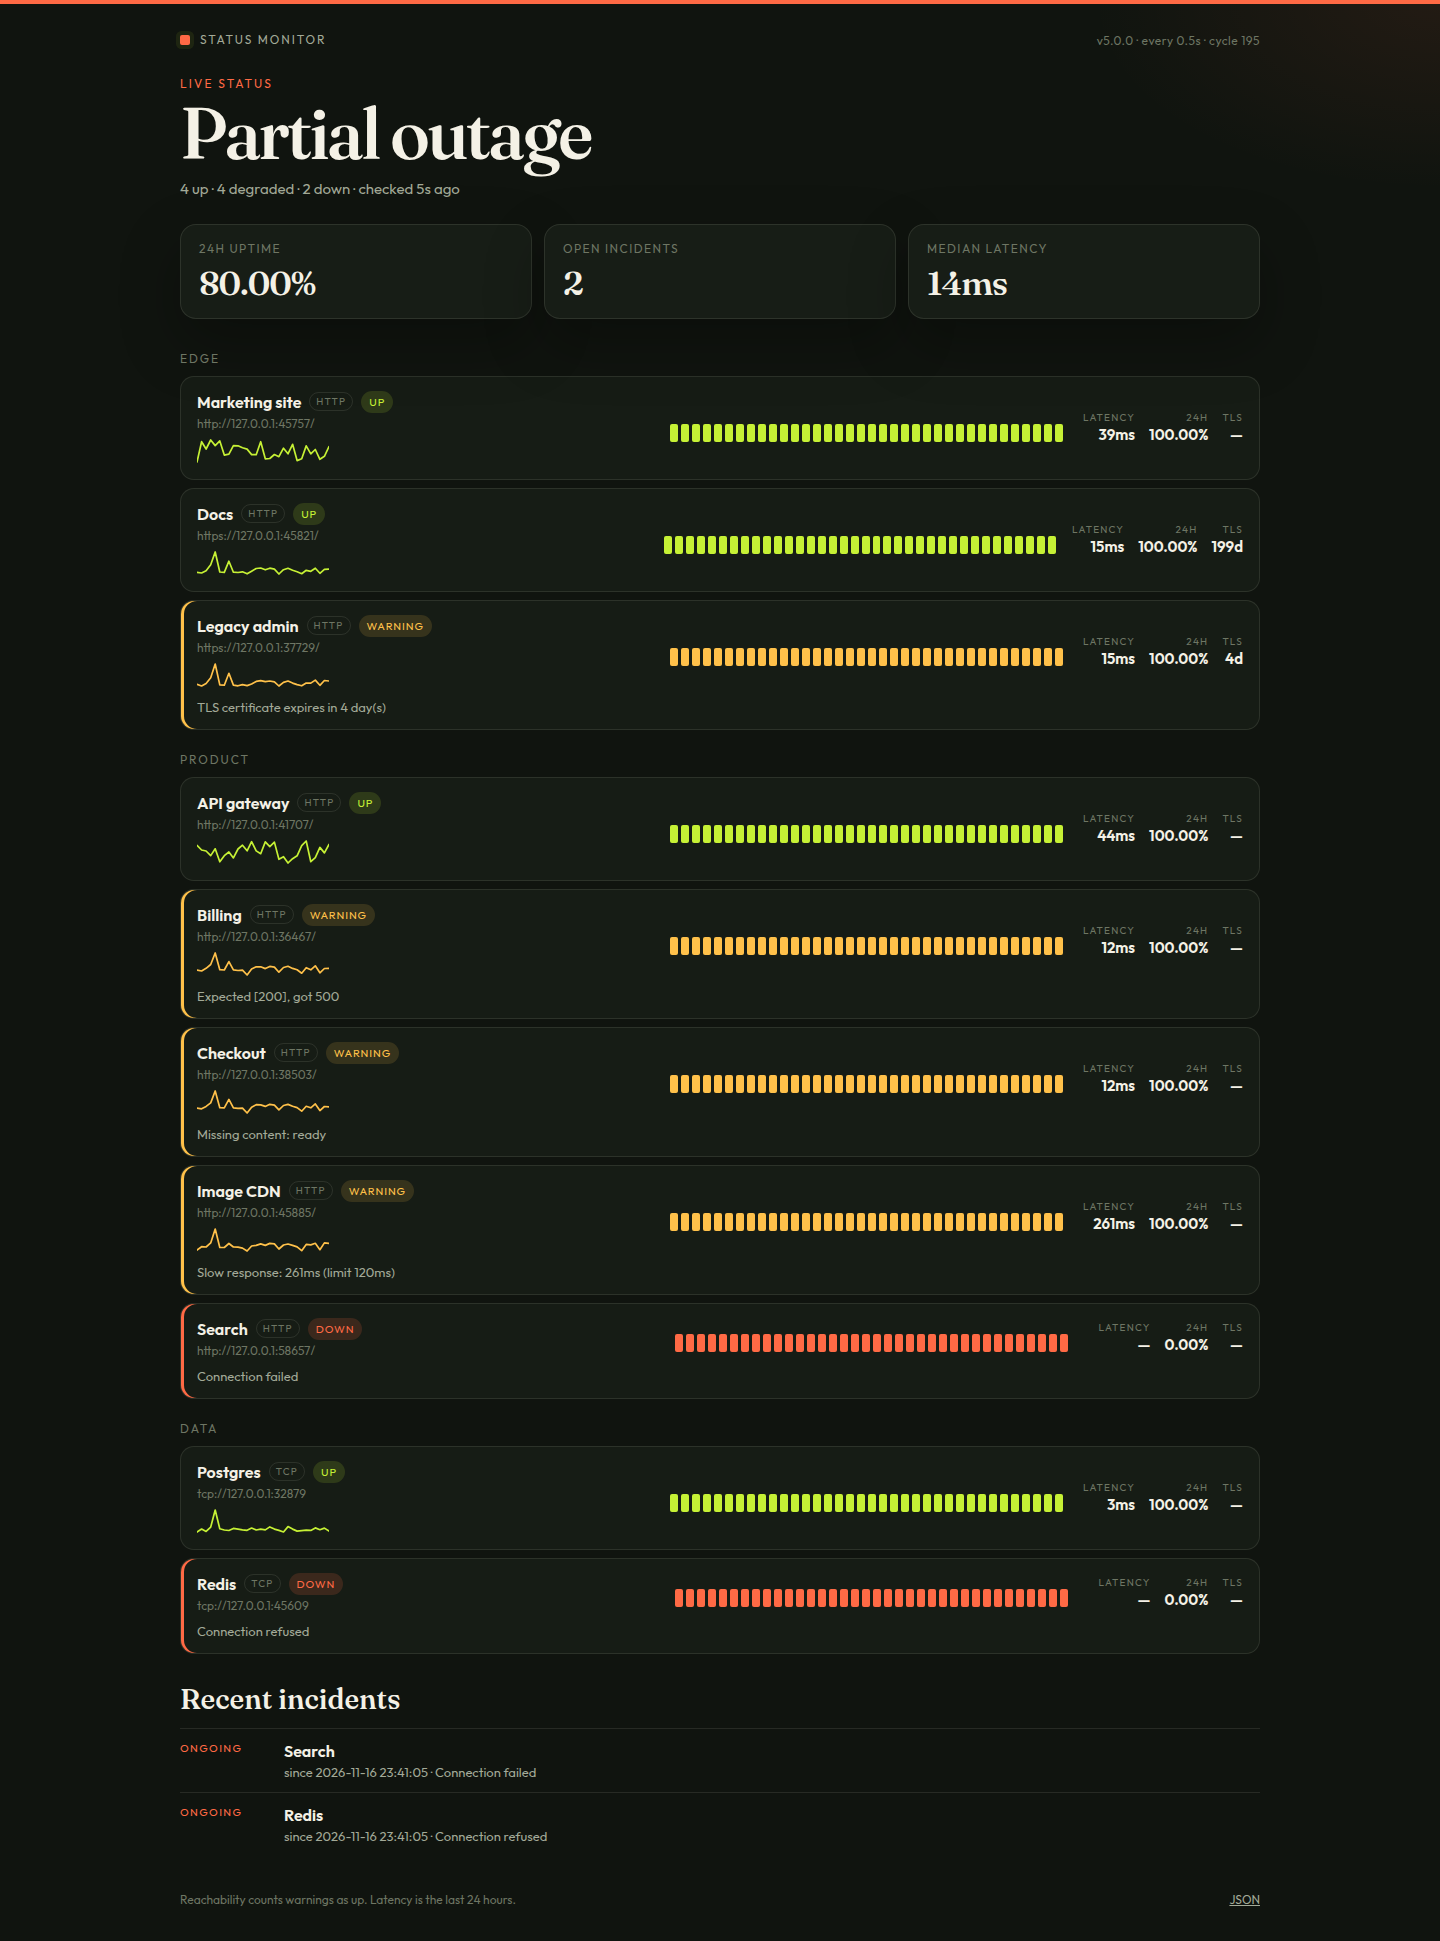 STATUS MONITOR
v5.0.0 · every 0.5s · cycle 195
LIVE STATUS
Partial outage
4 up · 4 degraded · 2 down · checked 5s ago
24H UPTIME
80.00%
OPEN INCIDENTS
2
MEDIAN LATENCY
14ms
EDGE
Marketing site HTTP UP
http://127.0.0.1:45757/
LATENCY 24H TLS
39ms 100.00% —
Docs HTTP UP
https://127.0.0.1:45821/
LATENCY 24H TLS
15ms 100.00% 199d
Legacy admin HTTP WARNING
https://127.0.0.1:37729/
LATENCY 24H TLS
15ms 100.00% 4d
TLS certificate expires in 4 day(s)
PRODUCT
API gateway HTTP UP
http://127.0.0.1:41707/
LATENCY 24H TLS
44ms 100.00% —
Billing HTTP WARNING
http://127.0.0.1:36467/
LATENCY 24H TLS
12ms 100.00% —
Expected [200], got 500
Checkout HTTP WARNING
http://127.0.0.1:38503/
LATENCY 24H TLS
12ms 100.00% —
Missing content: ready
Image CDN HTTP WARNING
http://127.0.0.1:45885/
LATENCY 24H TLS
261ms 100.00% —
Slow response: 261ms (limit 120ms)
Search HTTP DOWN
http://127.0.0.1:58657/
LATENCY 24H TLS
— 0.00% —
Connection failed
DATA
Postgres TCP UP
tcp://127.0.0.1:32879
LATENCY 24H TLS
3ms 100.00% —
Redis TCP DOWN
tcp://127.0.0.1:45609
LATENCY 24H TLS
— 0.00% —
Connection refused
Recent incidents
ONGOING
Search
since 2026-11-16 23:41:05 · Connection failed
ONGOING
Redis
since 2026-11-16 23:41:05 · Connection refused
Reachability counts warnings as up. Latency is the last 24 hours.
JSON